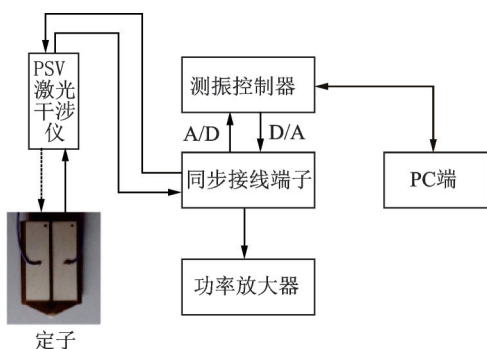 PSV
激光
干涉
仪
测振控制器
A/D
D/A
同步接线端子
PC端
功率放大器
定子